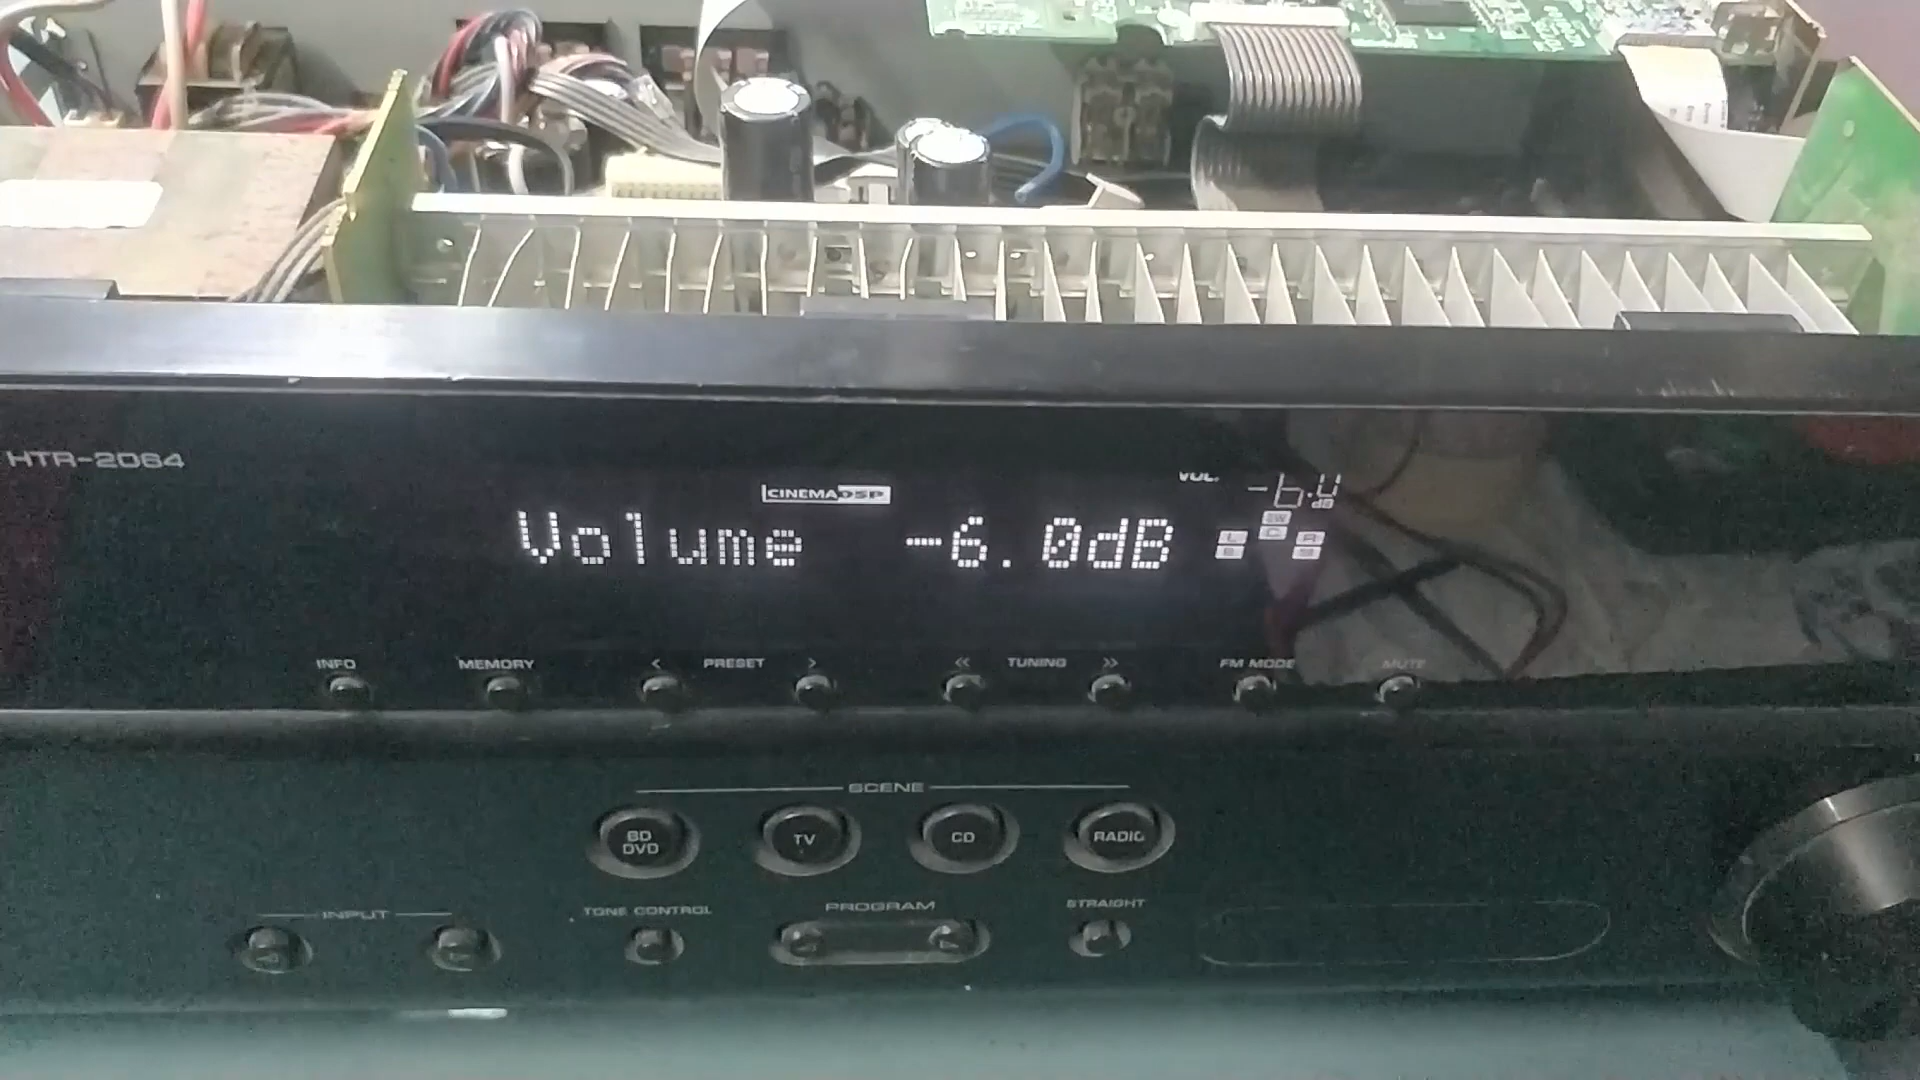 HTR-2064
CINEMA DSP
VOL. -6.0 dB
Volume -6.0dB
SW
L C R
INFO MEMORY < PRESET > << TUNING >> FM MODE MUTE
SCENE
BD DVD TV CD RADIO
INPUT TONE CONTROL PROGRAM STRAIGHT